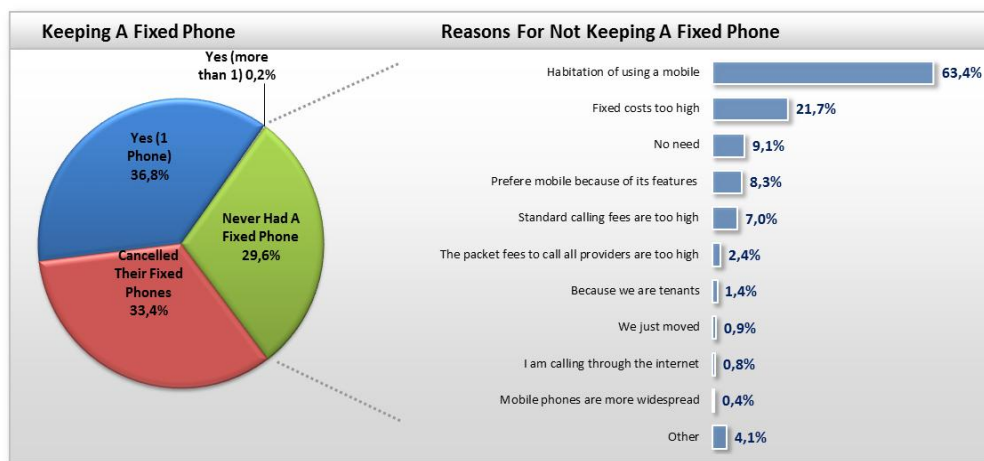 Keeping A Fixed Phone
Yes (more
than 1) 0,2%
Yes (1
Phone)
36,8%
Never Had A
Fixed Phone
29,6%
Cancelled
Their Fixed
Phones
33,4%
Reasons For Not Keeping A Fixed Phone
Habitation of using a mobile 63,4%
Fixed costs too high 21,7%
No need 9,1%
Prefere mobile because of its features 8,3%
Standard calling fees are too high 7,0%
The packet fees to call all providers are too high 2,4%
Because we are tenants 1,4%
We just moved 0,9%
I am calling through the internet 0,8%
Mobile phones are more widespread 0,4%
Other 4,1%